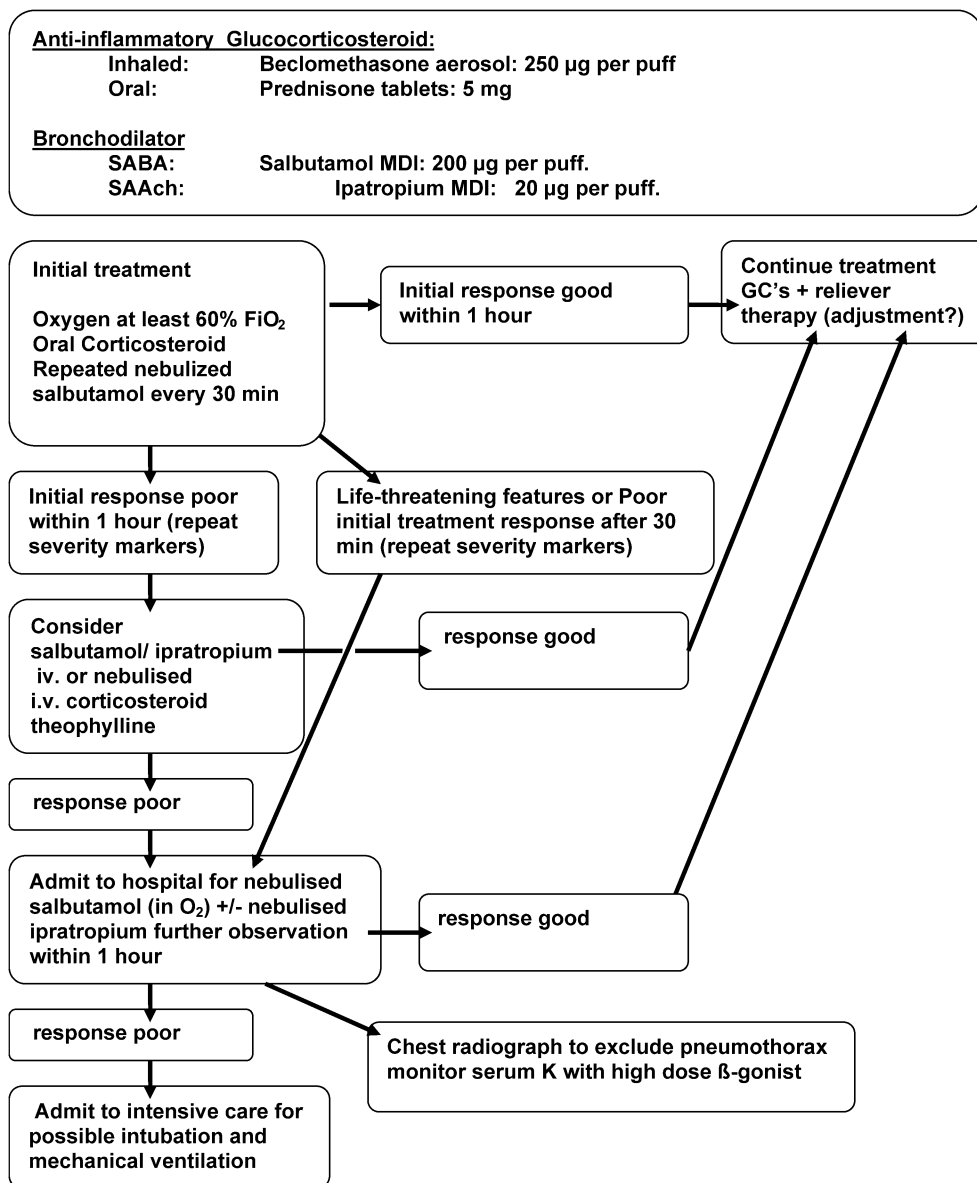 Anti-inflammatory Glucocorticosteroid:
Inhaled: Beclomethasone aerosol: 250 µg per puff
Oral: Prednisone tablets: 5 mg
Bronchodilator
SABA: Salbutamol MDI: 200 µg per puff.
SAAch: Ipatropium MDI: 20 µg per puff.
Initial treatment
Oxygen at least 60% FiO₂
Oral Corticosteroid
Repeated nebulized
salbutamol every 30 min
Initial response good
within 1 hour
Continue treatment
GC's + reliever
therapy (adjustment?)
Initial response poor
within 1 hour (repeat
severity markers)
Life-threatening features or Poor
initial treatment response after 30
min (repeat severity markers)
Consider
salbutamol/ ipratropium
iv. or nebulised
i.v. corticosteroid
theophylline
response good
response poor
Admit to hospital for nebulised
salbutamol (in O₂) +/- nebulised
ipratropium further observation
within 1 hour
response good
response poor
Chest radiograph to exclude pneumothorax
monitor serum K with high dose ß-gonist
Admit to intensive care for
possible intubation and
mechanical ventilation